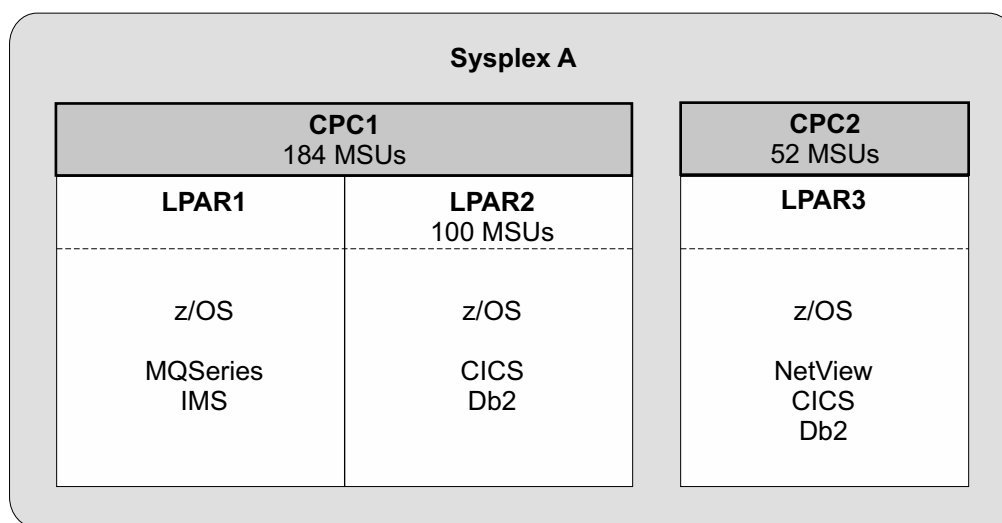 Sysplex A
CPC1
184 MSUs
LPAR1
LPAR2
100 MSUs
z/OS
MQSeries
IMS
z/OS
CICS
Db2
CPC2
52 MSUs
LPAR3
z/OS
NetView
CICS
Db2